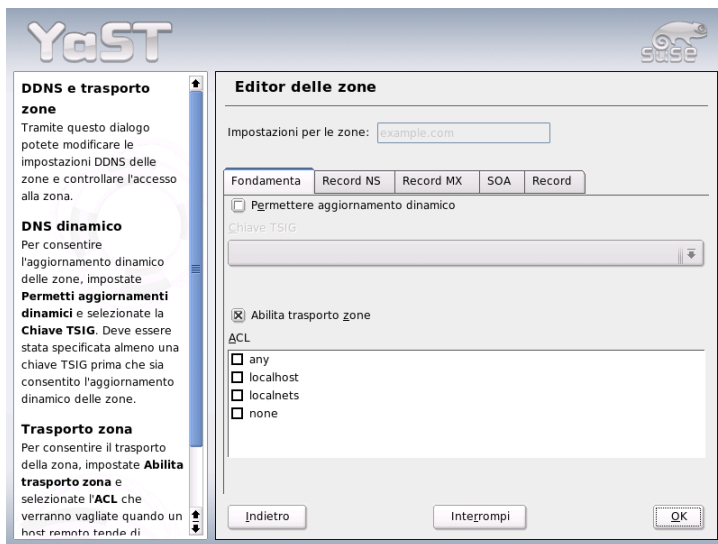 YaST
SUSE
DDNS e trasporto
zone
Tramite questo dialogo
potete modificare le
impostazioni DDNS delle
zone e controllare l'accesso
alla zona.
DNS dinamico
Per consentire
l'aggiornamento dinamico
delle zone, impostate
Permetti aggiornamenti
dinamici e selezionate la
Chiave TSIG. Deve essere
stata specificata almeno una
chiave TSIG prima che sia
consentito l'aggiornamento
dinamico delle zone.
Trasporto zona
Per consentire il trasporto
della zona, impostate Abilita
trasporto zona e
selezionate l'ACL che
verranno vagliate quando un
host remoto tende di
Editor delle zone
Impostazioni per le zone: example.com
Fondamenta Record NS Record MX SOA Record
Permettere aggiornamento dinamico
Chiave TSIG
Abilita trasporto zone
ACL
any
localhost
localnets
none
Indietro Interrompi OK